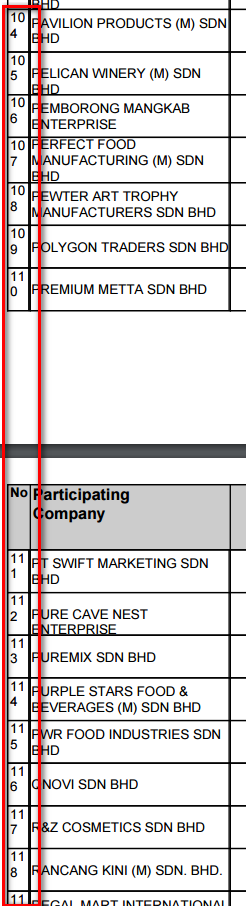 BHD
10 PAVILION PRODUCTS (M) SDN
4 BHD
10 PELICAN WINERY (M) SDN
5 BHD
10 PEMBORONG MANGKAB
6 ENTERPRISE
10 PERFECT FOOD
7 MANUFACTURING (M) SDN
BHD
10 PEWTER ART TROPHY
8 MANUFACTURERS SDN BHD
10
9 POLYGON TRADERS SDN BHD
11
0 PREMIUM METTA SDN BHD
No Participating
Company
11 PT SWIFT MARKETING SDN
1 BHD
11 PURE CAVE NEST
2 ENTERPRISE
11
3 PUREMIX SDN BHD
11 PURPLE STARS FOOD &
4 BEVERAGES (M) SDN BHD
11 PWR FOOD INDUSTRIES SDN
5 BHD
11
6 QNOVI SDN BHD
11
7 R&Z COSMETICS SDN BHD
11
8 RANCANG KINI (M) SDN. BHD.
11 REGAL MART INTERNATIONAL